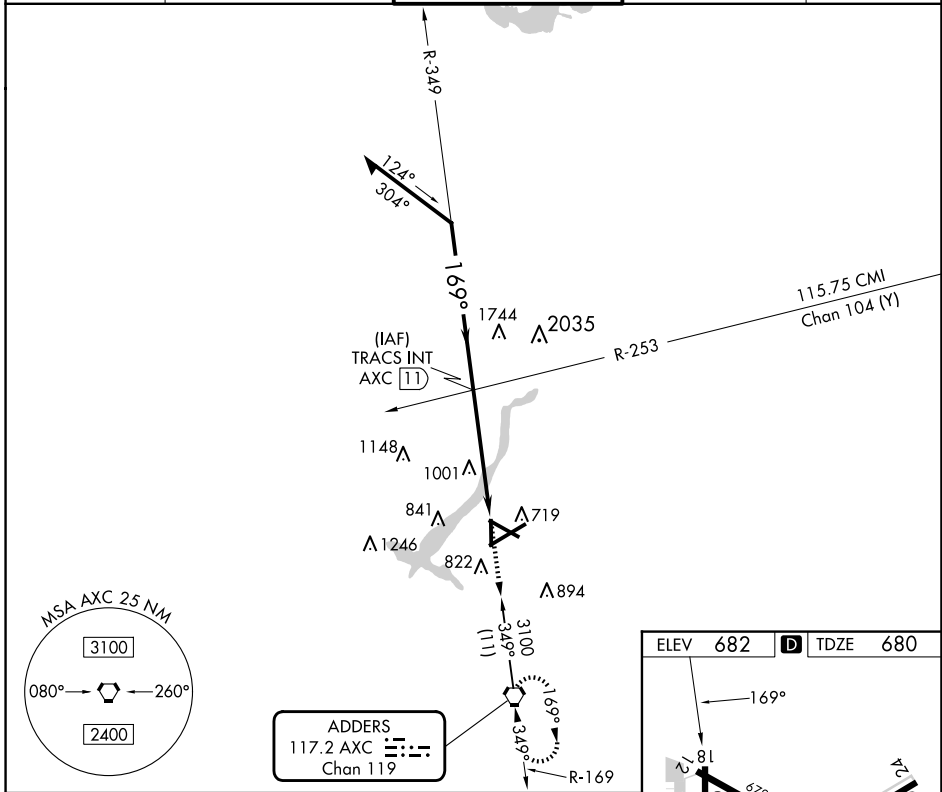 R-349
124°
304°
169°
1744
2035
115.75 CMI
Chan 104 (Y)
R-253
(IAF)
TRACS INT
AXC 11
1148
1001
841
719
1246
822
894
3100
349°
(11)
MSA AXC 25 NM
3100
080°
260°
2400
ADDERS
117.2 AXC
Chan 119
169°
349°
R-169
ELEV 682 D TDZE 680
169°
18
12
24